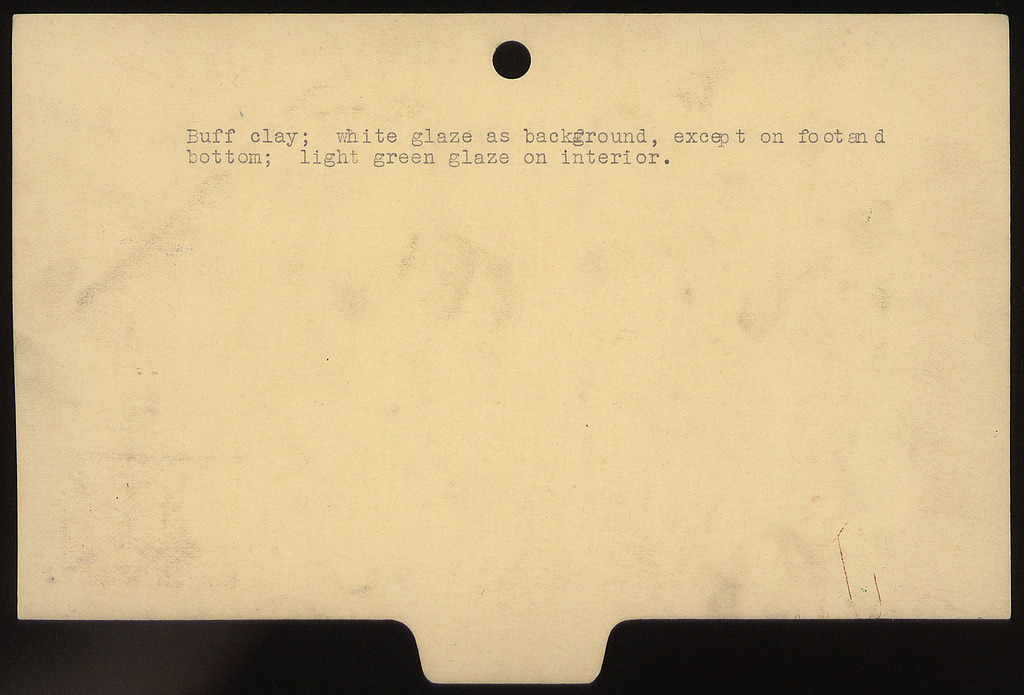 Buff clay;  white glaze as background, except on foot and
bottom;  light green glaze on interior.